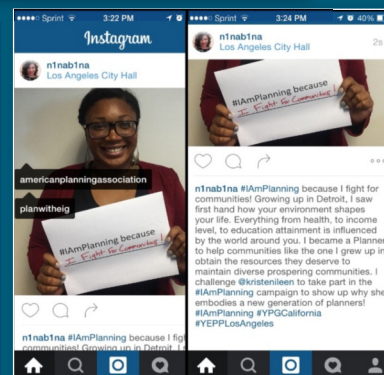 Sprint 3:22 PM
Instagram
n1nab1na
Los Angeles City Hall
americanplanningassociation
planwitheig
#IAmPlanning because
I Fight for Communities!
n1nab1na #IAmPlanning because I fig
communities! Growing up in Detroit, I s
Sprint 3:24 PM 40%
n1nab1na
Los Angeles City Hall
2s
#IAmPlanning because
I Fight for Communities!
n1nab1na #IAmPlanning because I fight for
communities! Growing up in Detroit, I saw
first hand how your environment shapes
your life. Everything from health, to income
level, to education attainment is influenced
by the world around you. I became a Planner
to help communities like the one I grew up in
obtain the resources they deserve to
maintain diverse prospering communities. I
challenge @kristenileen to take part in the
#IAmPlanning campaign to show up why she
embodies a new generation of planners!
#IAmPlanning #YPGCalifornia
#YEPPLosAngeles